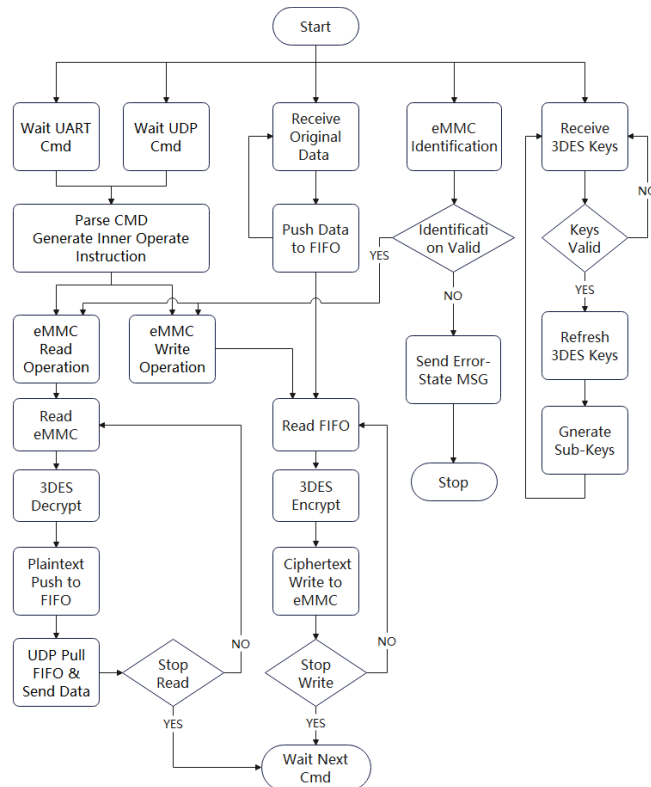 Start
Wait UART
Cmd
Wait UDP
Cmd
Receive
Original
Data
eMMC
Identification
Receive
3DES Keys
NO
Parse CMD
Generate Inner Operate
Instruction
Push Data
to FIFO
Identificati
on Valid
Keys
Valid
YES
NO
YES
eMMC
Read
Operation
eMMC
Write
Operation
Send Error-
State MSG
Refresh
3DES Keys
Read
eMMC
Read FIFO
Gnerate
Sub-Keys
Stop
3DES
Decrypt
3DES
Encrypt
Plaintext
Push to
FIFO
Ciphertext
Write to
eMMC
NO
NO
UDP Pull
FIFO &
Send Data
Stop
Read
Stop
Write
YES
YES
Wait Next
Cmd